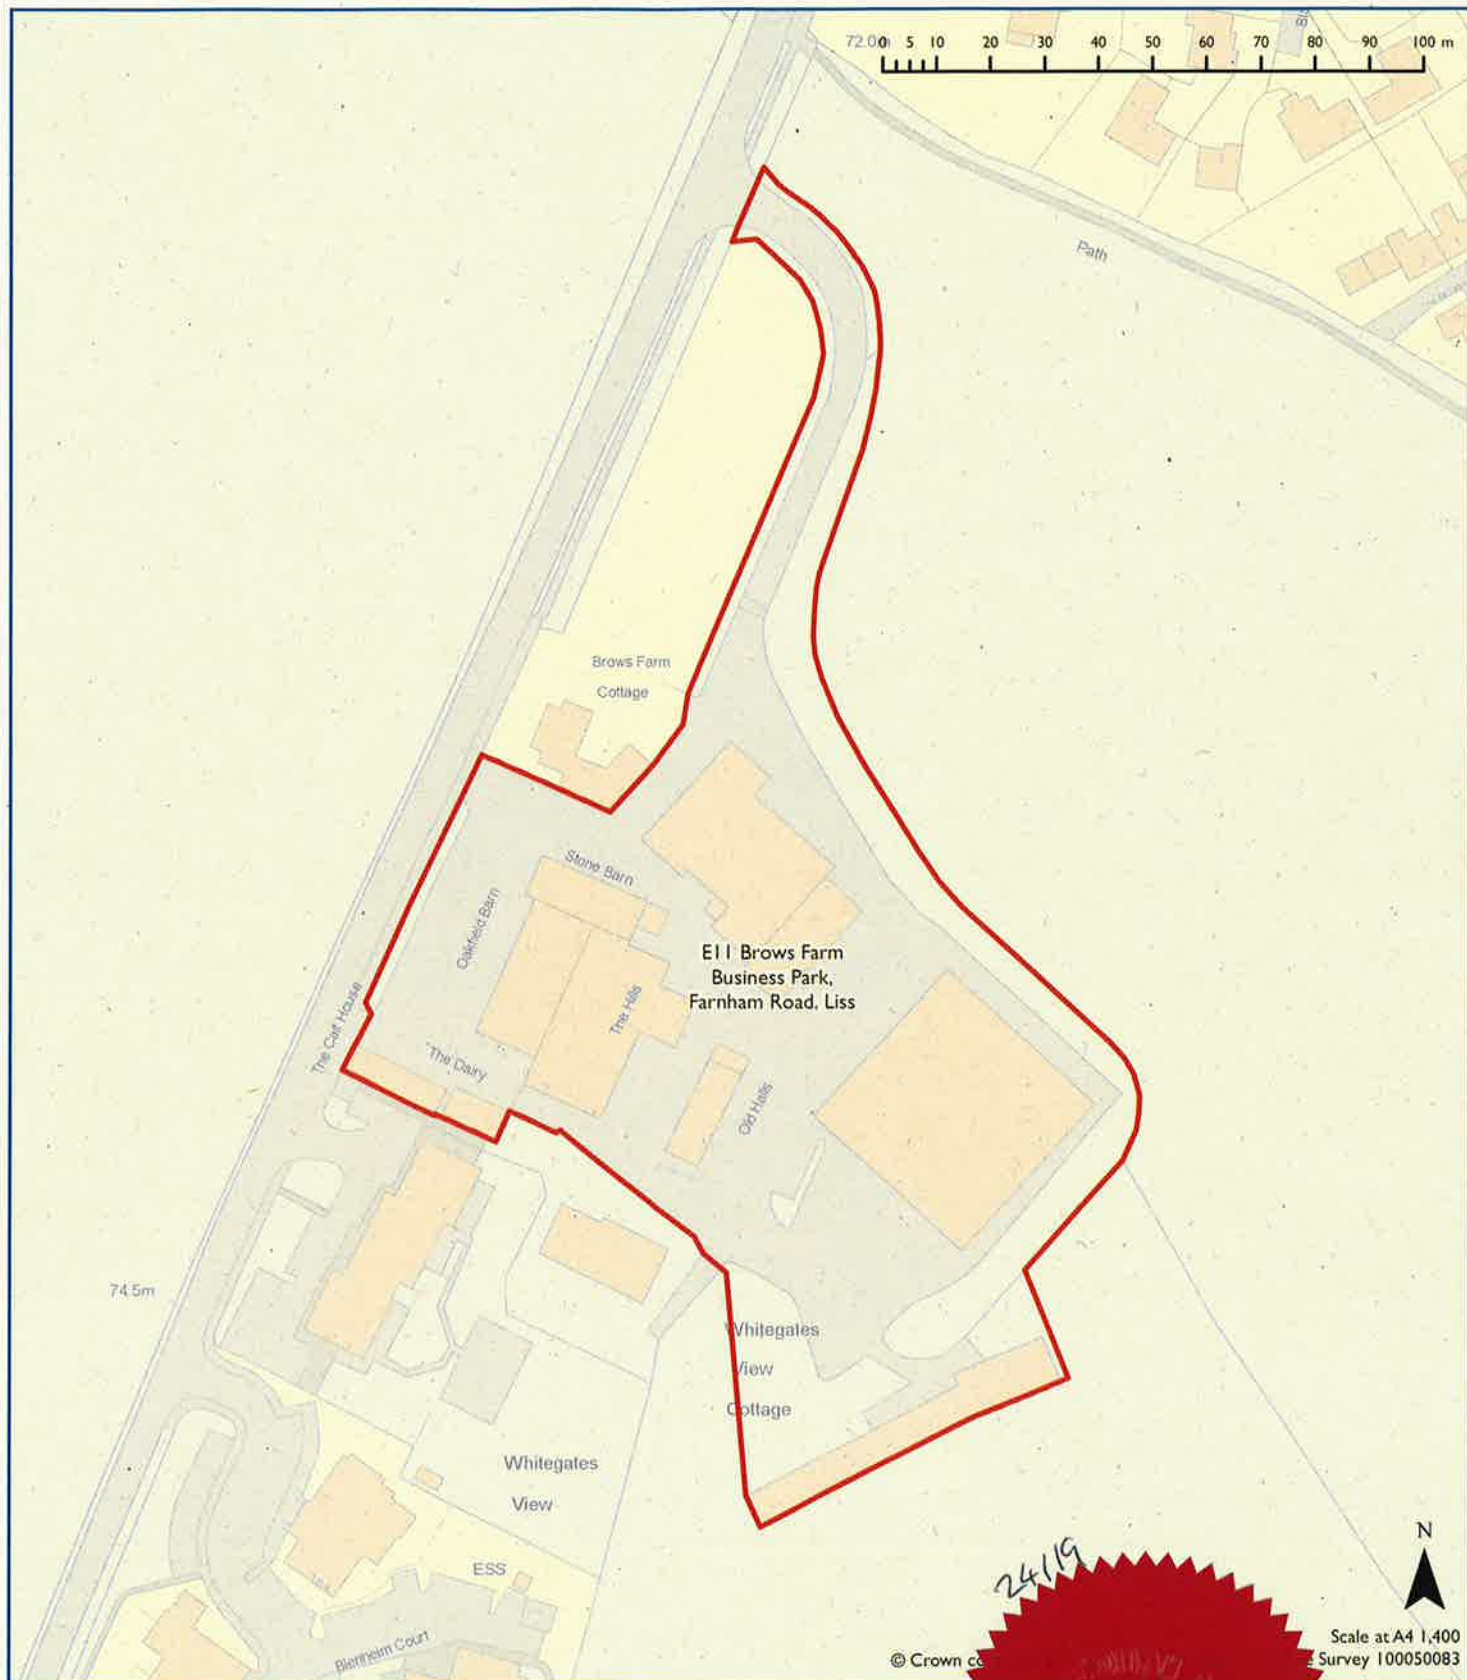 72.0m
0 5 10 20 30 40 50 60 70 80 90 100 m
Path
Brows Farm
Cottage
Stone Barn
Oakfield Barn
E11 Brows Farm
Business Park,
Farnham Road, Liss
The Hills
The Calf House
The Dairy
Old Halls
74.5m
Whitegates
View
Cottage
Whitegates
View
ESS
Blenheim Court
24/19
N
Scale at A4 1,400
© Crown Survey 100050083